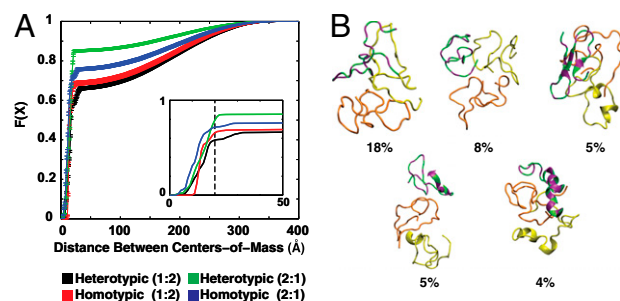 A
F(X)
1
0.8
0.6
0.4
0.2
0
1
0
0
50
0
100
200
300
400
Distance Between Centers-of-Mass (Å)
Heterotypic (1:2)
Heterotypic (2:1)
Homotypic (1:2)
Homotypic (2:1)
B
18%
8%
5%
5%
4%